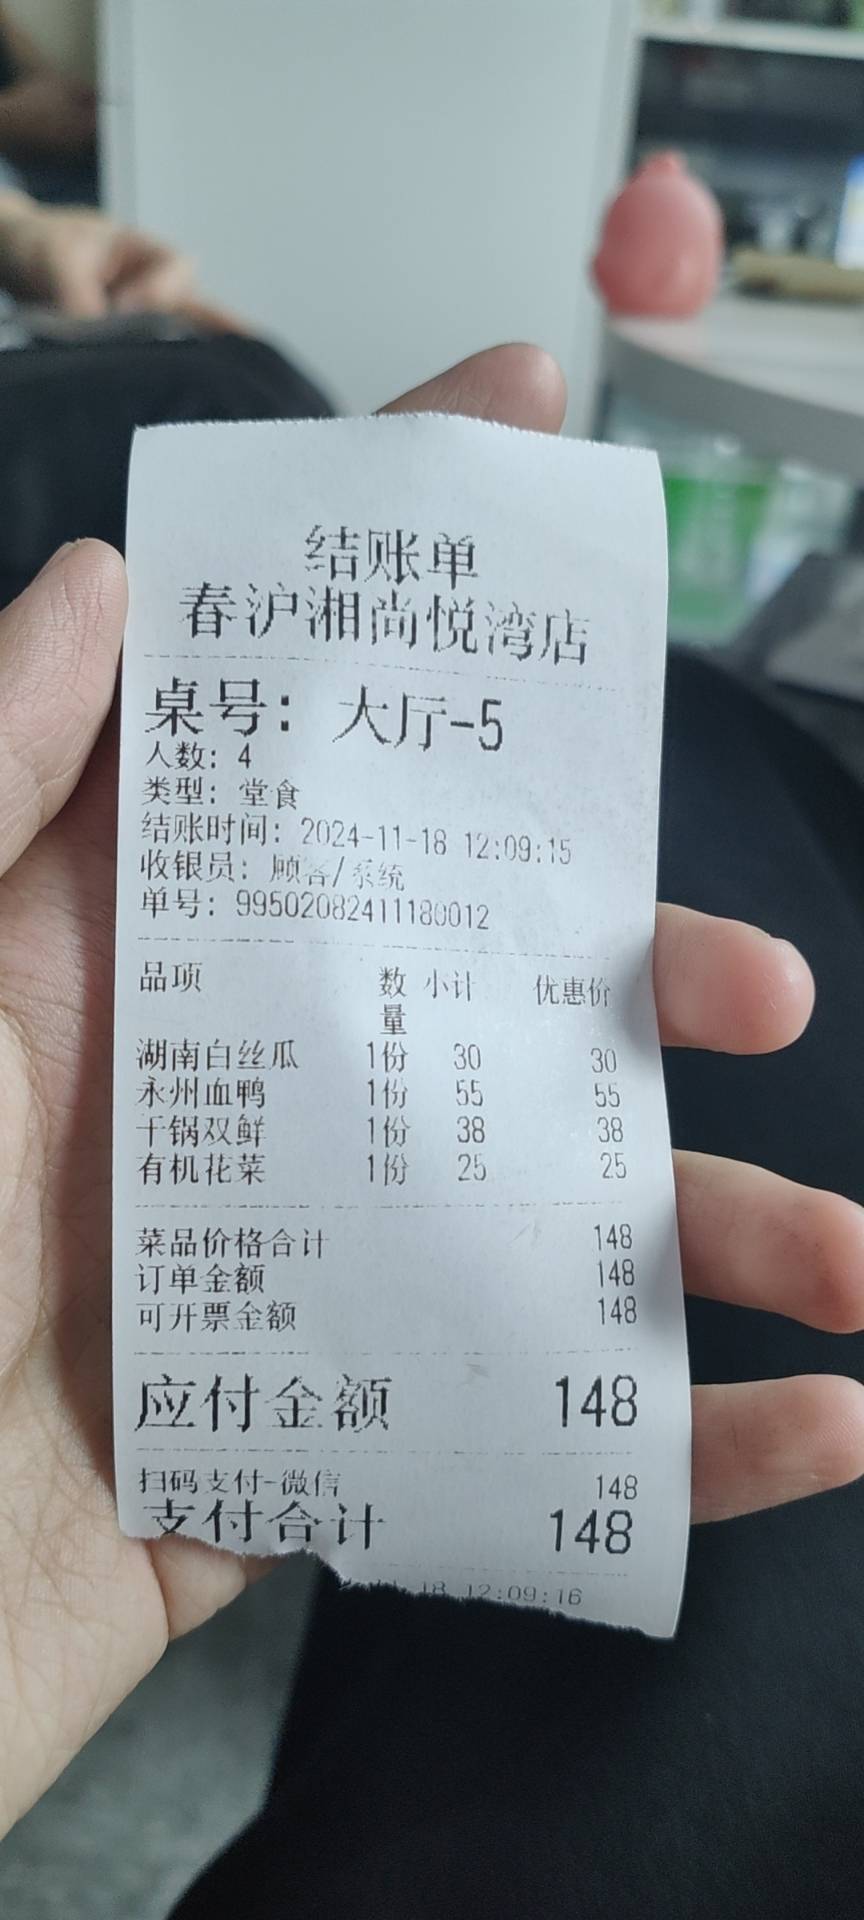 结账单
春沪湘尚悦湾店
桌号：大厅-5
人数：4
类型：堂食
结账时间：2024-11-18 12:09:15
收银员：顾客/系统
单号：99502082411180012
品项 数量 小计 优惠价
湖南白丝瓜 1份 30 30
永州血鸭 1份 55 55
干锅双鲜 1份 38 38
有机花菜 1份 25 25
菜品价格合计 148
订单金额 148
可开票金额 148
应付金额 148
扫码支付-微信 148
支付合计 148
18 12:09:16